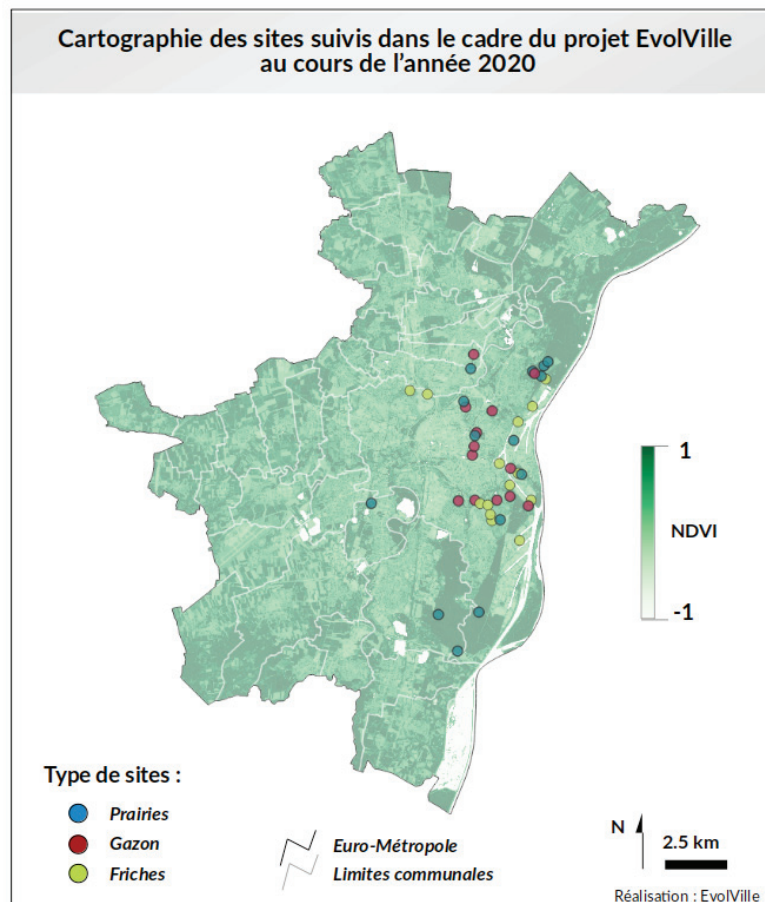 Cartographie des sites suivis dans le cadre du projet EvolVille
au cours de l'année 2020
1
NDVI
-1
Type de sites :
Prairies
Gazon
Friches
Euro-Métropole
Limites communales
N
2.5 km
Réalisation : EvolVille